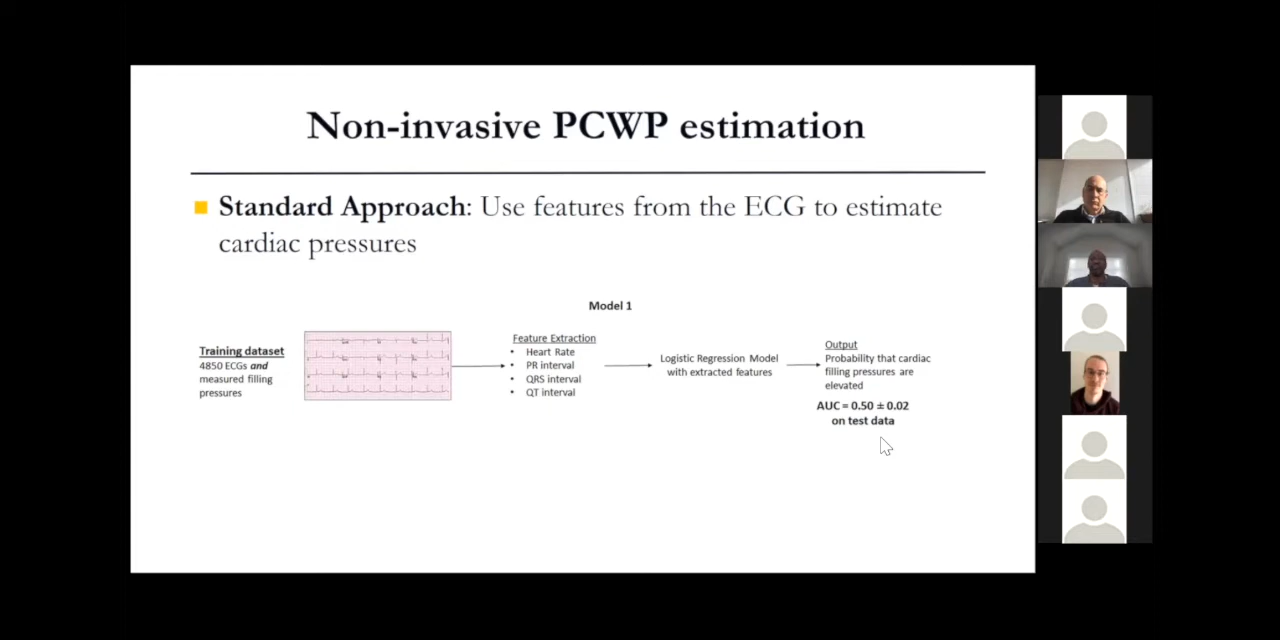 Non-invasive PCWP estimation
Standard Approach: Use features from the ECG to estimate
cardiac pressures
Model 1
Training dataset
4850 ECGs and
measured filling
pressures
Feature Extraction
• Heart Rate
• PR interval
• QRS interval
• QT interval
Logistic Regression Model
with extracted features
Output
Probability that cardiac
filling pressures are
elevated
AUC = 0.50 ± 0.02
on test data